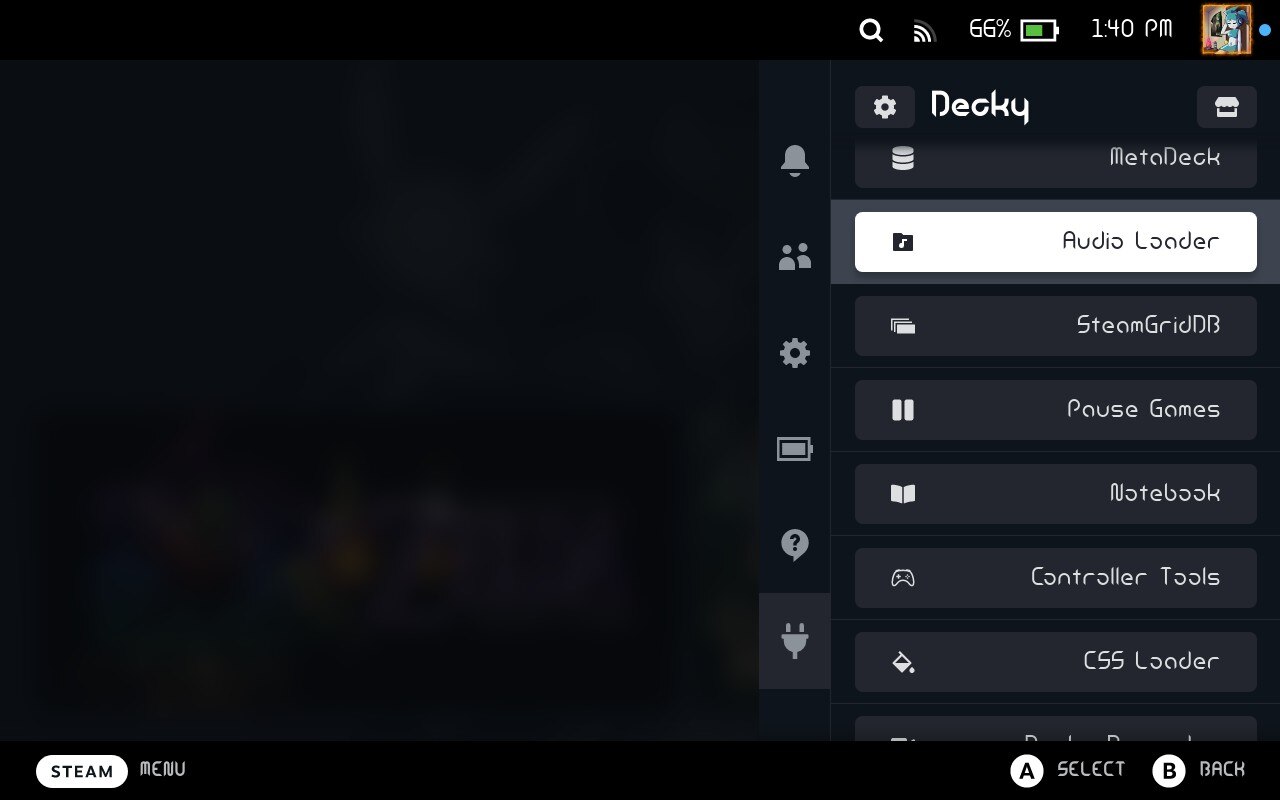 66% 1:40 PM
Decky
MetaDeck
Audio Loader
SteamGridDB
Pause Games
Notebook
Controller Tools
CSS Loader
STEAM MENU
A SELECT B BACK